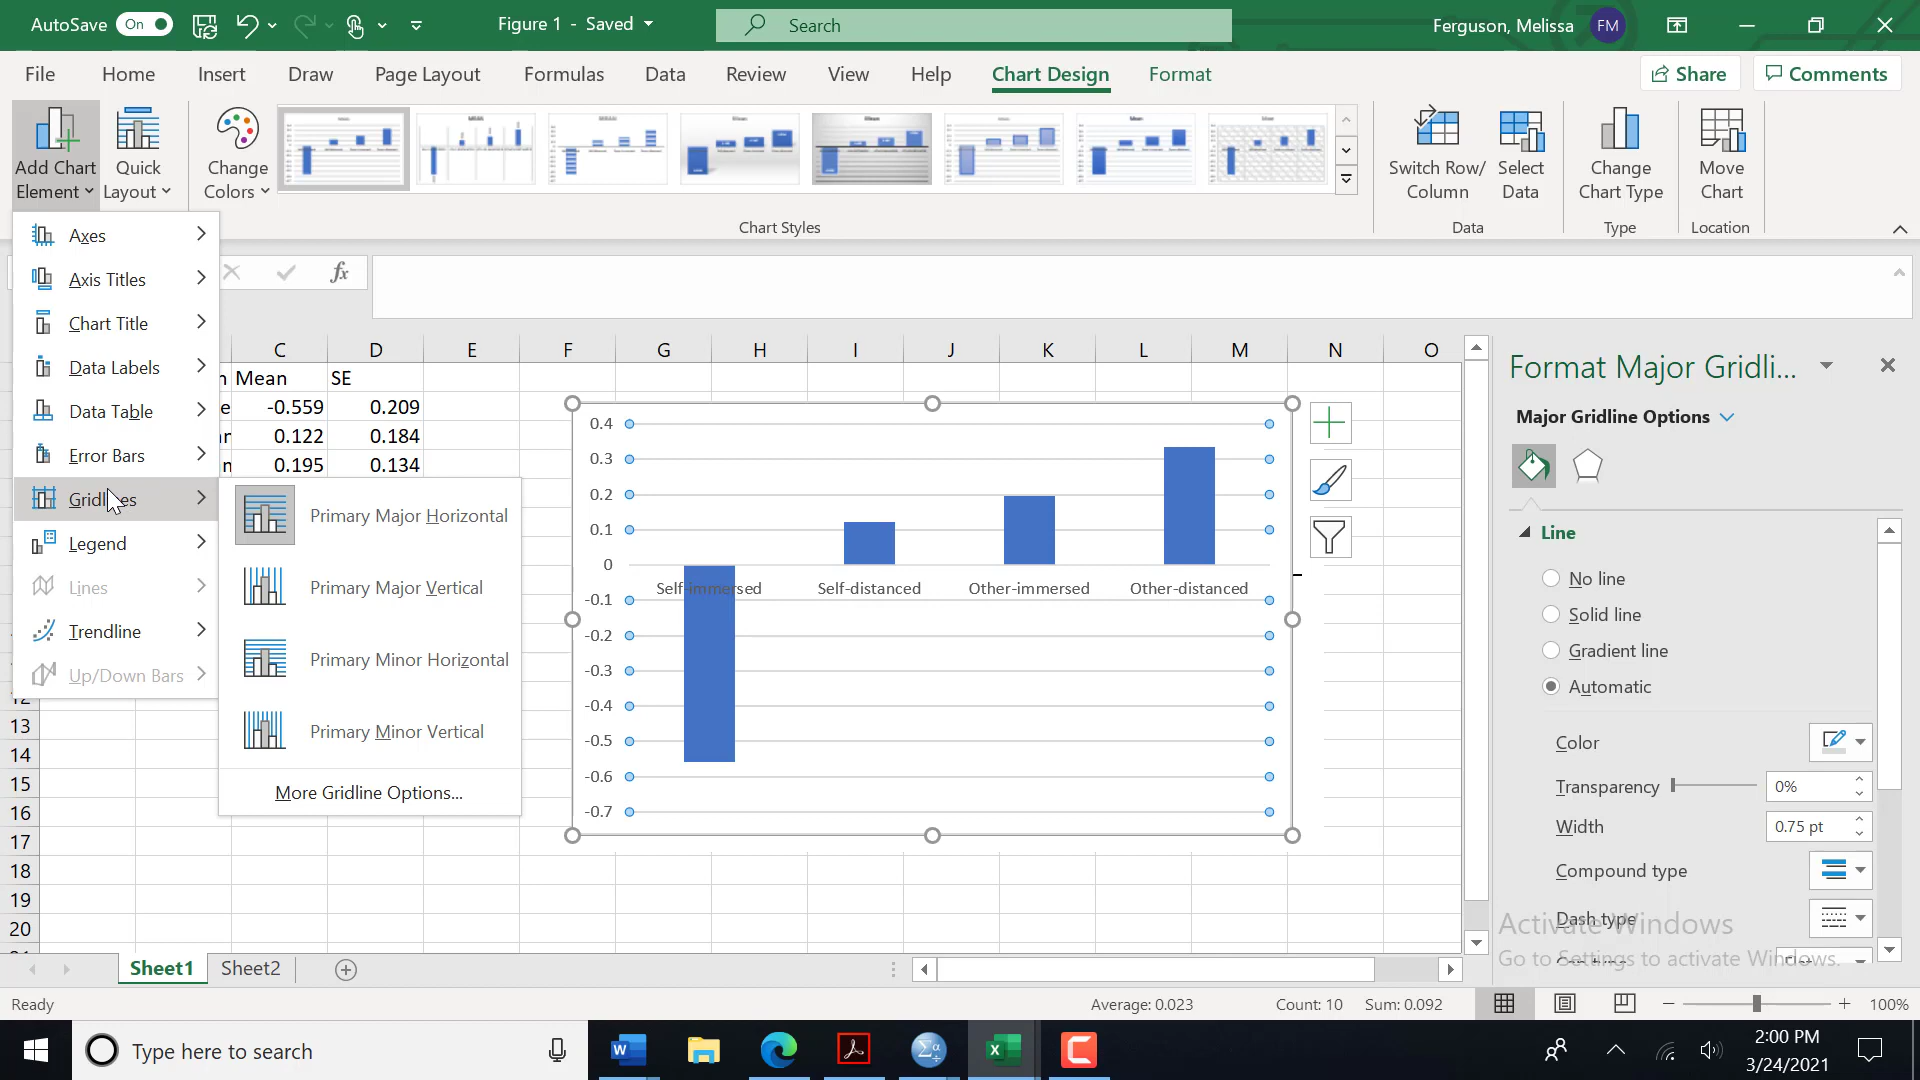 AutoSave On Figure 1 - Saved Search Ferguson, Melissa FM
File Home Insert Draw Page Layout Formulas Data Review View Help Chart Design Format Share Comments
Add Chart Element
Quick Layout
Change Colors
Chart Styles
Switch Row/ Column
Select Data
Data
Change Chart Type
Type
Move Chart
Location
Axes
Axis Titles
Chart Title
Data Labels
Data Table
Error Bars
Gridlines
Legend
Lines
Trendline
Up/Down Bars
Primary Major Horizontal
Primary Major Vertical
Primary Minor Horizontal
Primary Minor Vertical
More Gridline Options...
fx
C D E F G H I J K L M N O
Mean SE
-0.559 0.209
0.122 0.184
0.195 0.134
13
14
15
16
17
18
19
20
0.4
0.3
0.2
0.1
0
-0.1
-0.2
-0.3
-0.4
-0.5
-0.6
-0.7
Self-immersed Self-distanced Other-immersed Other-distanced
Format Major Gridli...
Major Gridline Options
Line
No line
Solid line
Gradient line
Automatic
Color
Transparency 0%
Width 0.75 pt
Compound type
Dash type
Activate Windows
Go to Settings to activate Windows.
Sheet1 Sheet2
Ready Average: 0.023 Count: 10 Sum: 0.092 100%
Type here to search
2:00 PM
3/24/2021